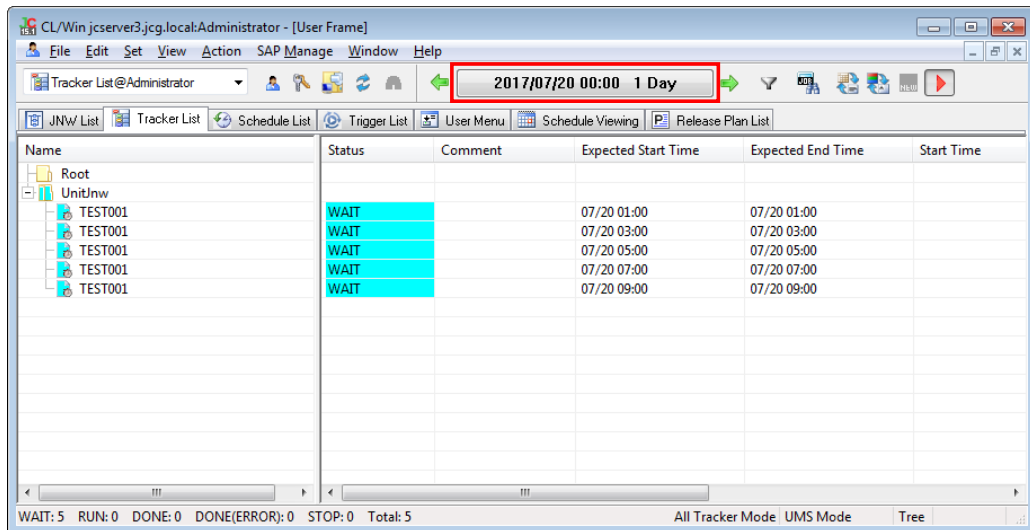 CL/Win jcserver3.jcg.local:Administrator - [User Frame]
File Edit Set View Action SAP Manage Window Help
Tracker List@Administrator 2017/07/20 00:00 1 Day
JNW List Tracker List Schedule List Trigger List User Menu Schedule Viewing Release Plan List
Name Status Comment Expected Start Time Expected End Time Start Time
Root
UnitJnw
TEST001 WAIT 07/20 01:00 07/20 01:00
TEST001 WAIT 07/20 03:00 07/20 03:00
TEST001 WAIT 07/20 05:00 07/20 05:00
TEST001 WAIT 07/20 07:00 07/20 07:00
TEST001 WAIT 07/20 09:00 07/20 09:00
WAIT: 5 RUN: 0 DONE: 0 DONE(ERROR): 0 STOP: 0 Total: 5 All Tracker Mode UMS Mode Tree